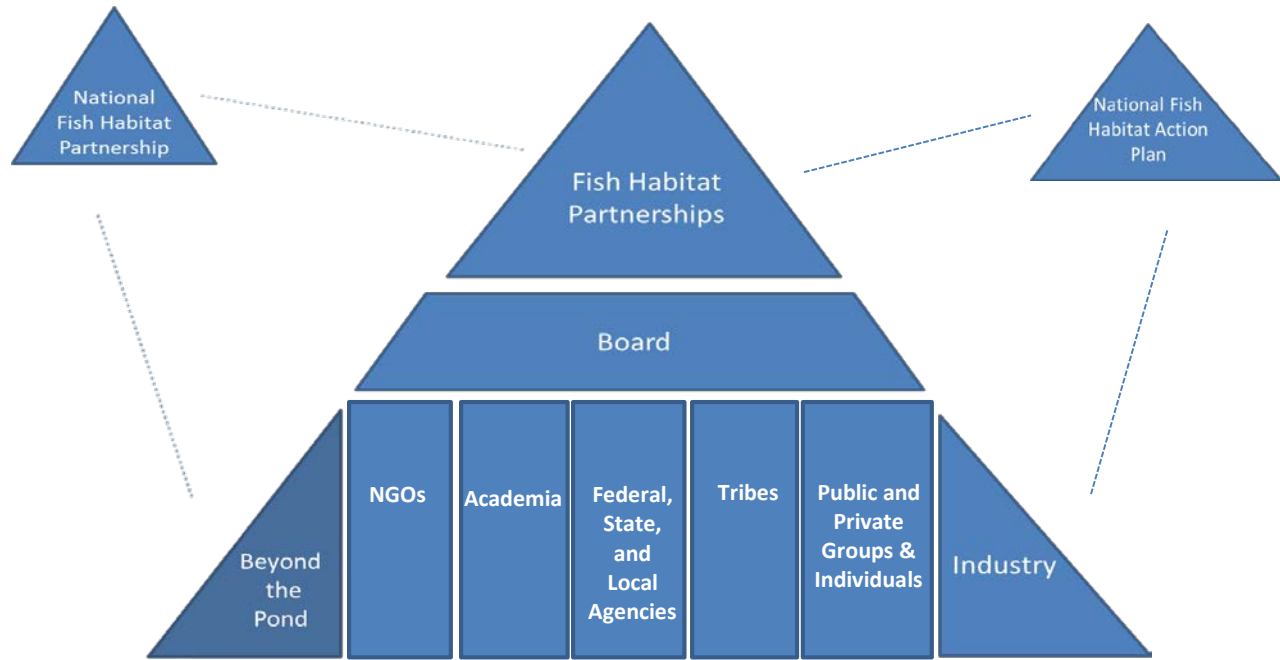 National
Fish Habitat
Partnership
Fish Habitat
Partnerships
National Fish
Habitat Action
Plan
Board
Beyond
the
Pond
NGOs
Academia
Federal,
State,
and
Local
Agencies
Tribes
Public and
Private
Groups &
Individuals
Industry